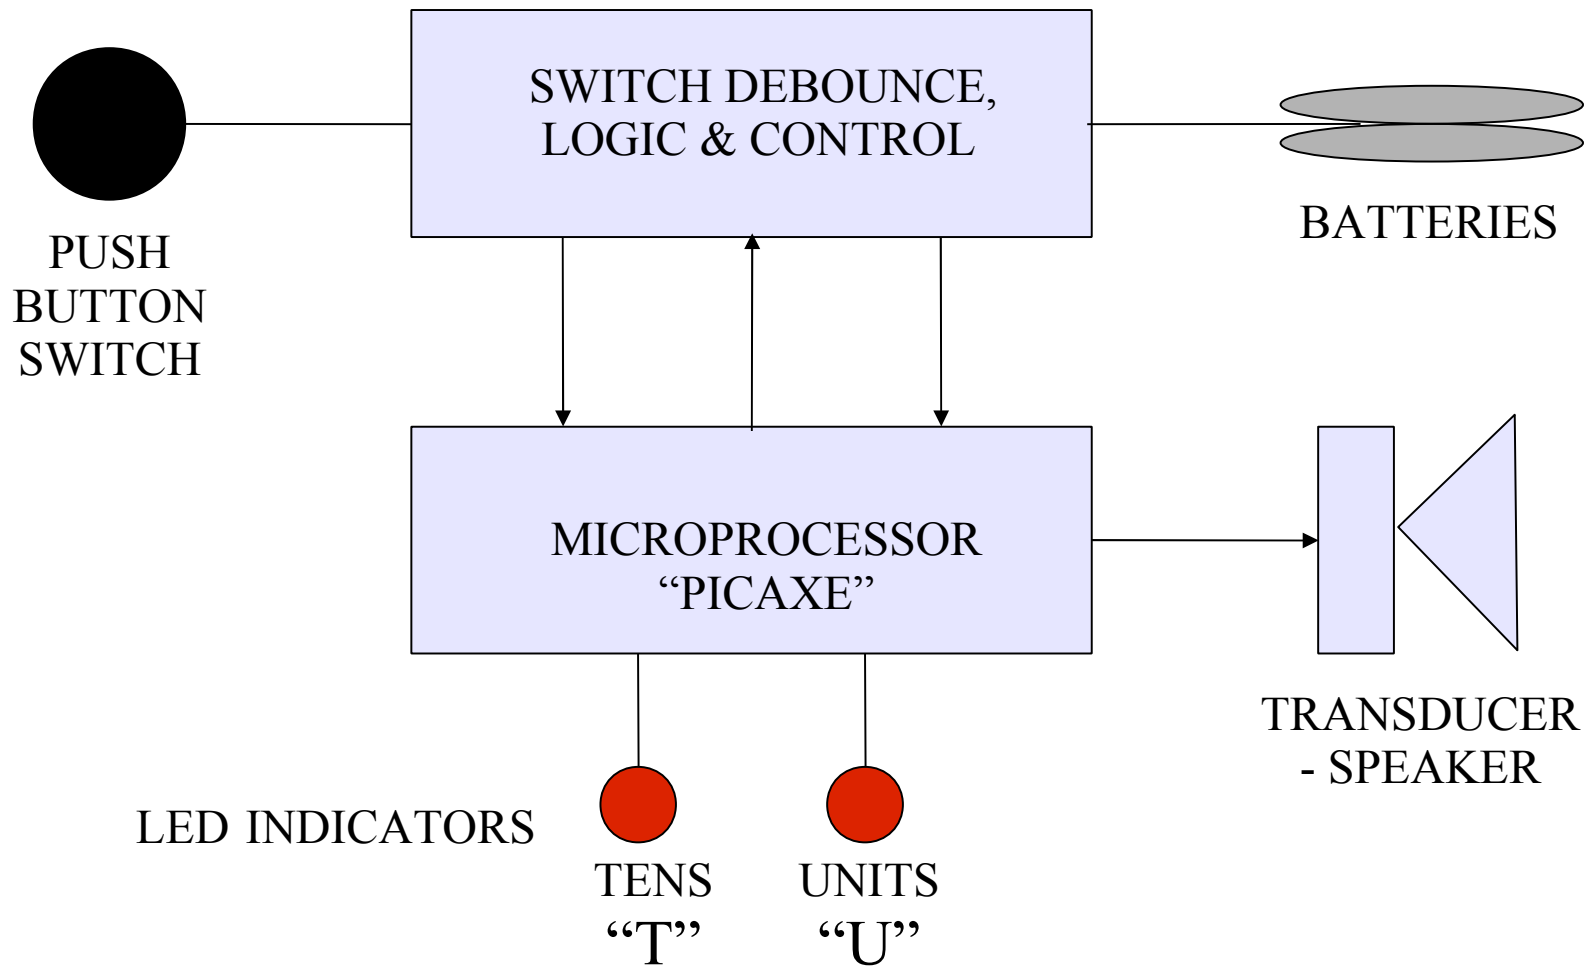 SWITCH DEBOUNCE,
LOGIC & CONTROL
PUSH
BUTTON
SWITCH
BATTERIES
MICROPROCESSOR
“PICAXE”
TRANSDUCER
- SPEAKER
LED INDICATORS
TENS
“T”
UNITS
“U”